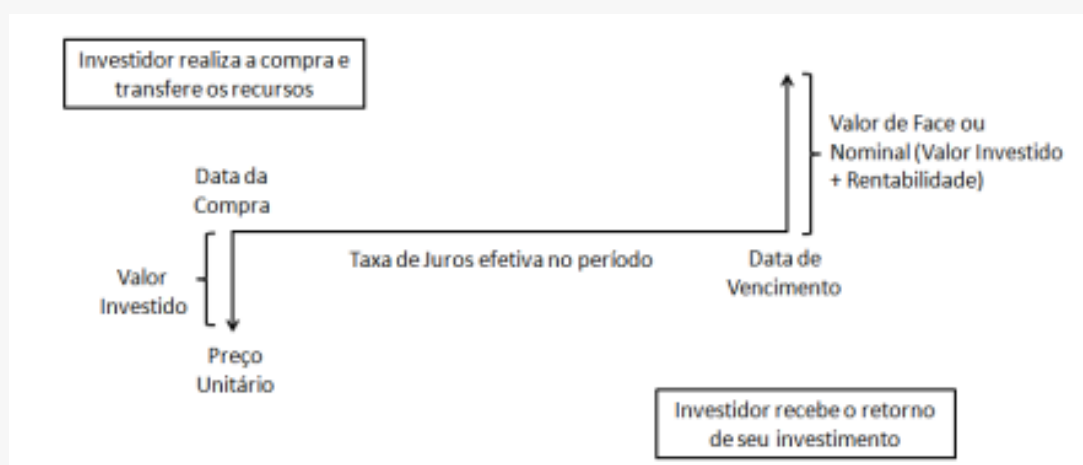 Investidor realiza a compra e
transfere os recursos
Valor de Face ou
Nominal (Valor Investido
+ Rentabilidade)
Data da
Compra
Taxa de Juros efetiva no período
Data de
Vencimento
Valor
Investido
Preço
Unitário
Investidor recebe o retorno
de seu investimento